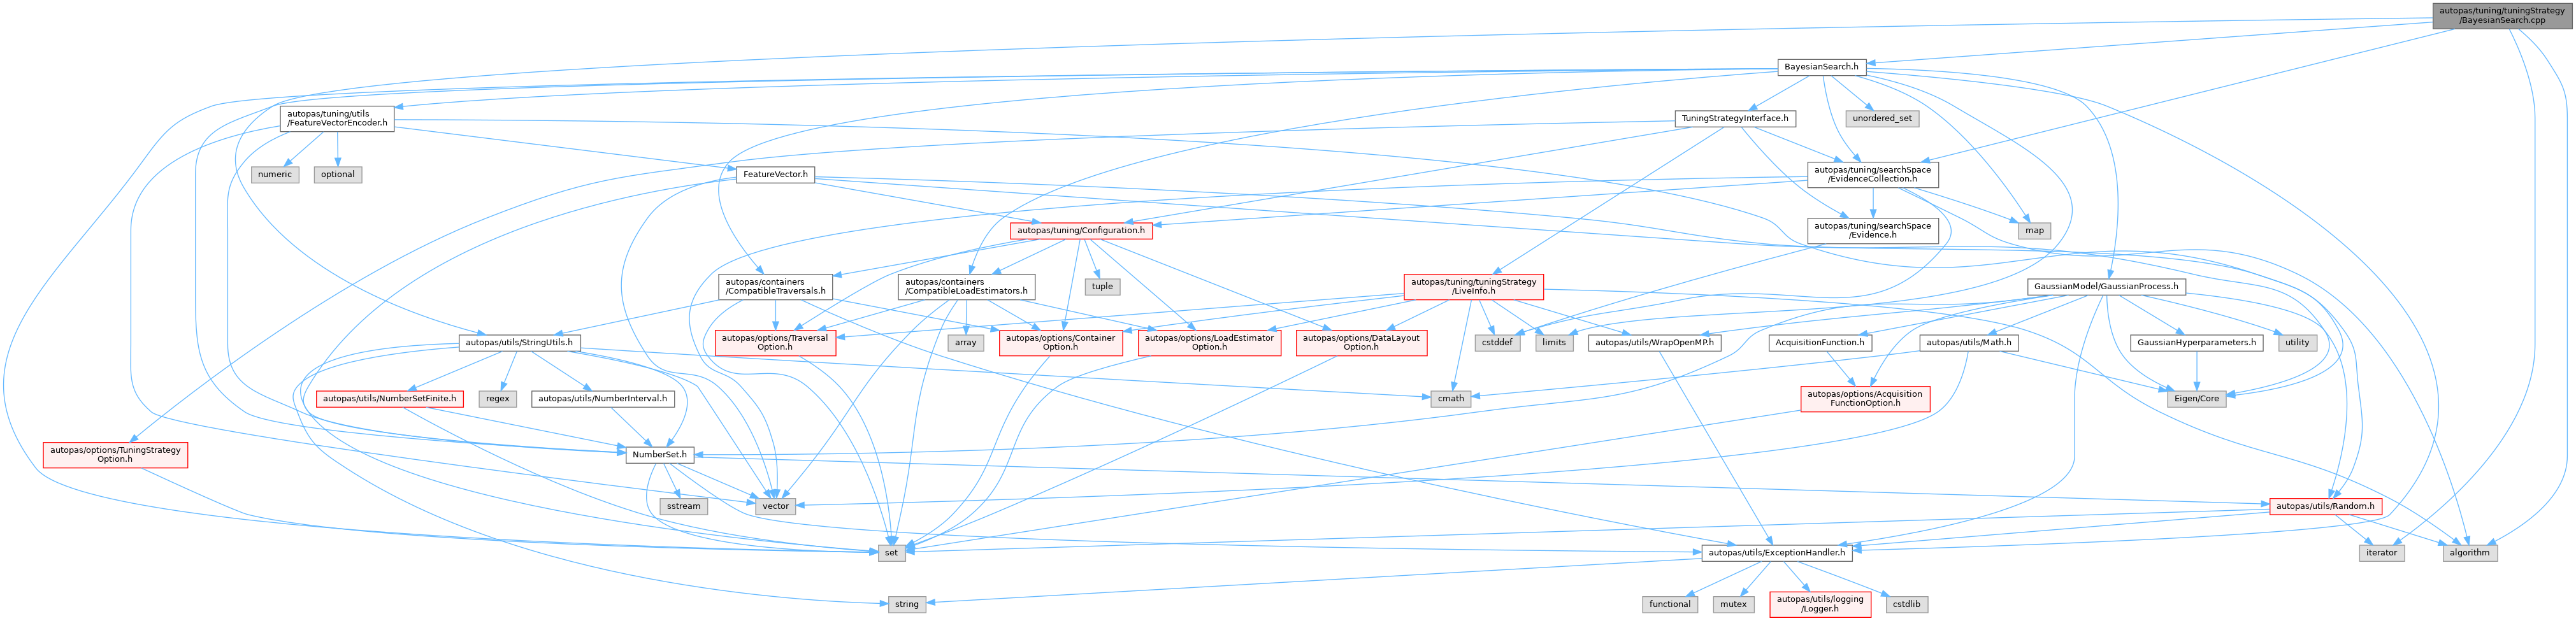 autopas/tuning/tuningStrategy
/BayesianSearch.cpp
BayesianSearch.h
autopas/tuning/utils
/FeatureVectorEncoder.h
TuningStrategyInterface.h
unordered_set
numeric
optional
FeatureVector.h
autopas/tuning/searchSpace
/EvidenceCollection.h
autopas/tuning/Configuration.h
autopas/tuning/searchSpace
/Evidence.h
map
autopas/containers
/CompatibleTraversals.h
autopas/containers
/CompatibleLoadEstimators.h
tuple
autopas/tuning/tuningStrategy
/LiveInfo.h
GaussianModel/GaussianProcess.h
autopas/utils/StringUtils.h
autopas/options/Traversal
Option.h
array
autopas/options/Container
Option.h
autopas/options/LoadEstimator
Option.h
autopas/options/DataLayout
Option.h
cstddef
limits
autopas/utils/WrapOpenMP.h
AcquisitionFunction.h
autopas/utils/Math.h
GaussianHyperparameters.h
utility
autopas/utils/NumberSetFinite.h
regex
autopas/utils/NumberInterval.h
cmath
autopas/options/Acquisition
FunctionOption.h
Eigen/Core
autopas/options/TuningStrategy
Option.h
NumberSet.h
sstream
vector
autopas/utils/Random.h
set
autopas/utils/ExceptionHandler.h
iterator
algorithm
string
functional
mutex
autopas/utils/logging
/Logger.h
cstdlib